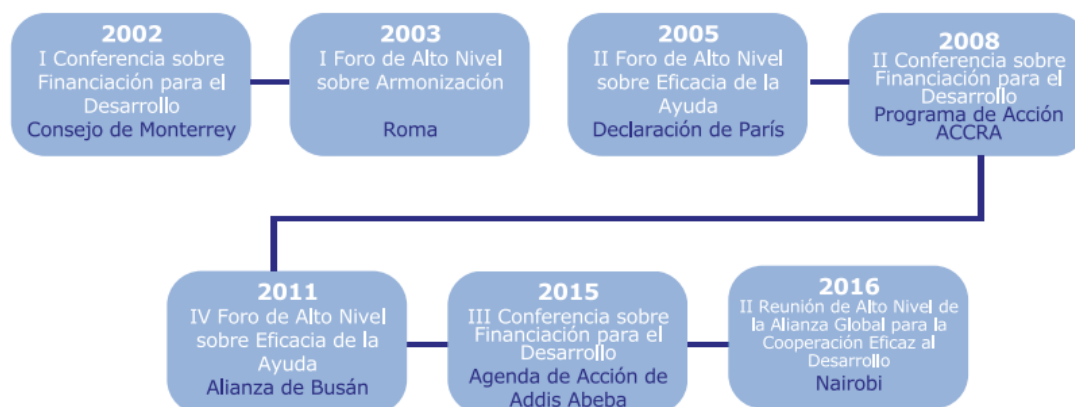 2002
I Conferencia sobre
Financiación para el
Desarrollo
Consejo de Monterrey
2003
I Foro de Alto Nivel
sobre Armonización
Roma
2005
II Foro de Alto Nivel
sobre Eficacia de la
Ayuda
Declaración de París
2008
II Conferencia sobre
Financiación para el
Desarrollo
Programa de Acción
ACCRA
2011
IV Foro de Alto Nivel
sobre Eficacia de la
Ayuda
Alianza de Busán
2015
III Conferencia sobre
Financiación para el
Desarrollo
Agenda de Acción de
Addis Abeba
2016
II Reunión de Alto Nivel de
la Alianza Global para la
Cooperación Eficaz al
Desarrollo
Nairobi